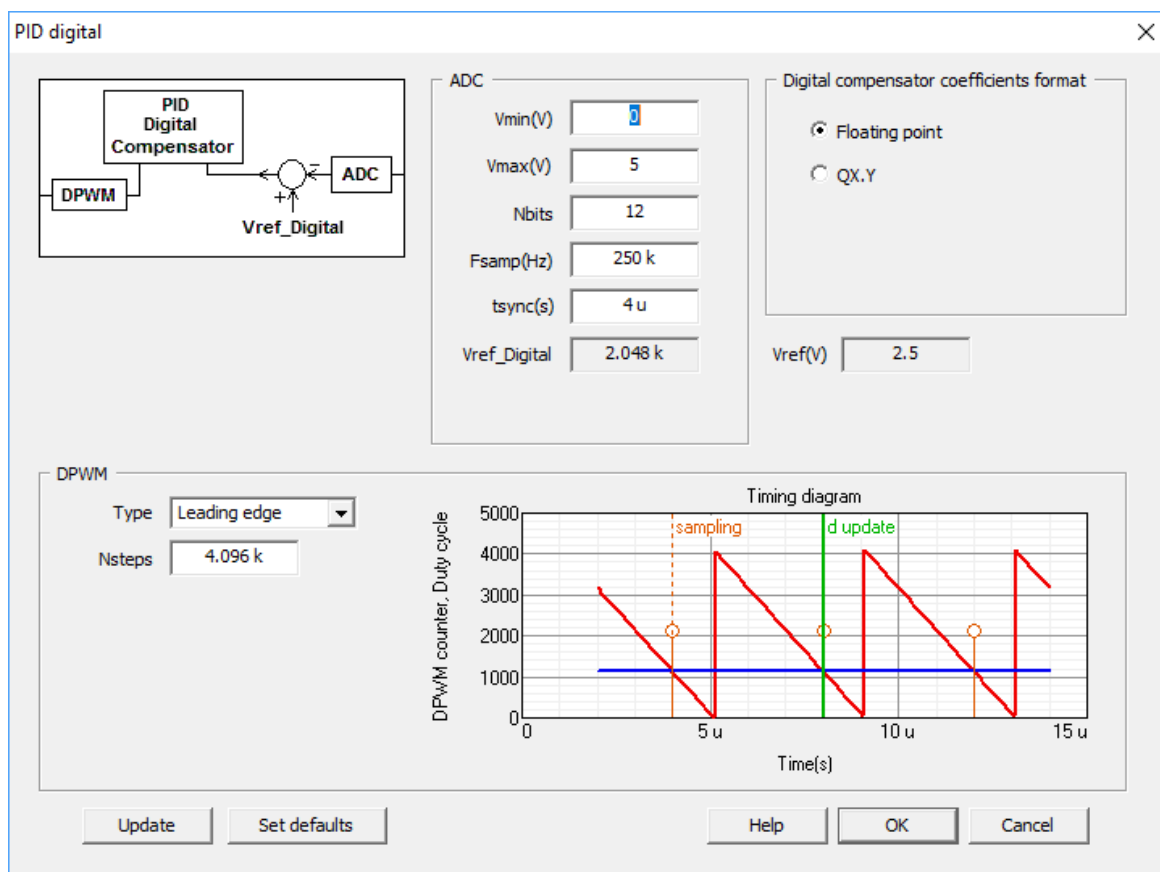 PID digital
PID
Digital
Compensator
DPWM
ADC
−
+
Vref_Digital
ADC
Vmin(V) 0
Vmax(V) 5
Nbits 12
Fsamp(Hz) 250 k
tsync(s) 4 u
Vref_Digital 2.048 k
Digital compensator coefficients format
Floating point
QX.Y
Vref(V) 2.5
DPWM
Type Leading edge
Nsteps 4.096 k
Timing diagram
DPWM counter, Duty cycle
5000
4000
3000
2000
1000
0
sampling
d update
0 5 u 10 u 15 u
Time(s)
Update Set defaults Help OK Cancel